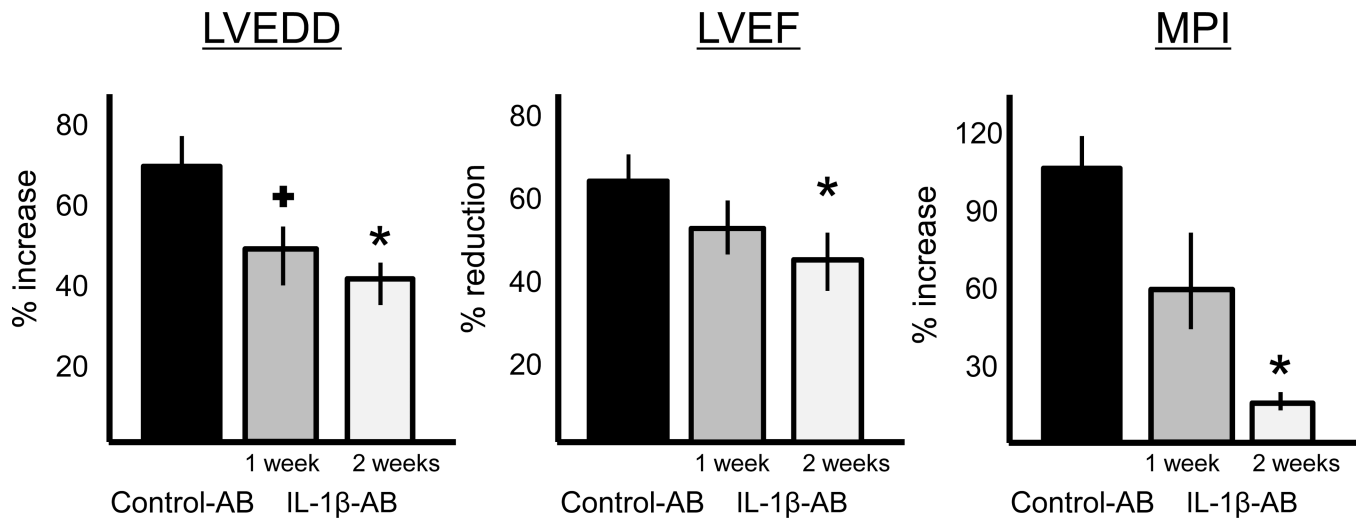 LVEDD
% increase
80
60
40
20
+
*
1 week 2 weeks
Control-AB IL-1β-AB
LVEF
% reduction
80
60
40
20
*
1 week 2 weeks
Control-AB IL-1β-AB
MPI
% increase
120
90
60
30
*
1 week 2 weeks
Control-AB IL-1β-AB